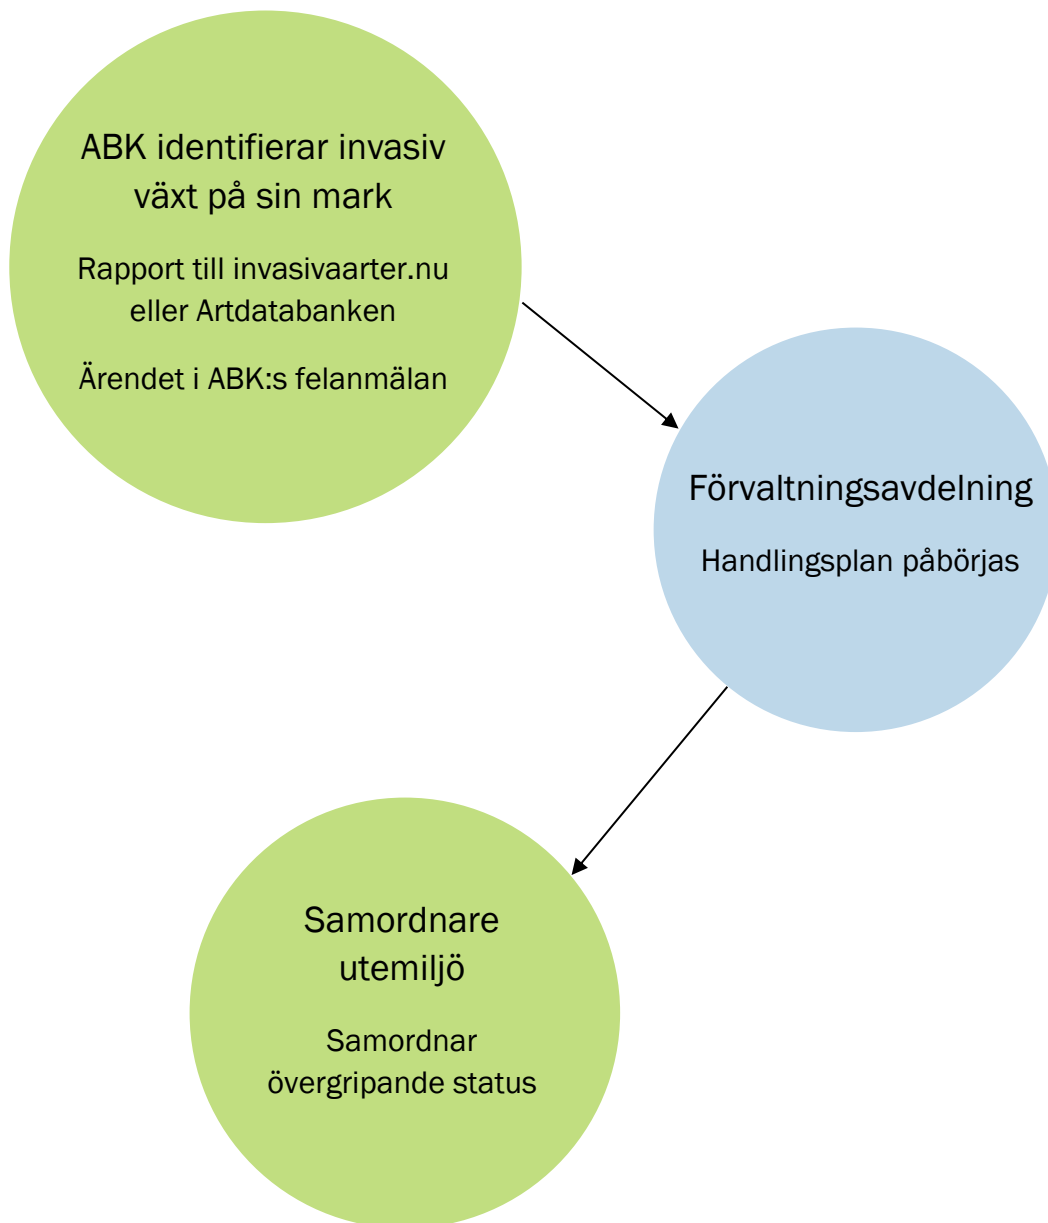 ABK identifierar invasiv
växt på sin mark
Rapport till invasivaarter.nu
eller Artdatabanken
Ärendet i ABK:s felanmälan
Förvaltningsavdelning
Handlingsplan påbörjas
Samordnare
utemiljö
Samordnar
övergripande status